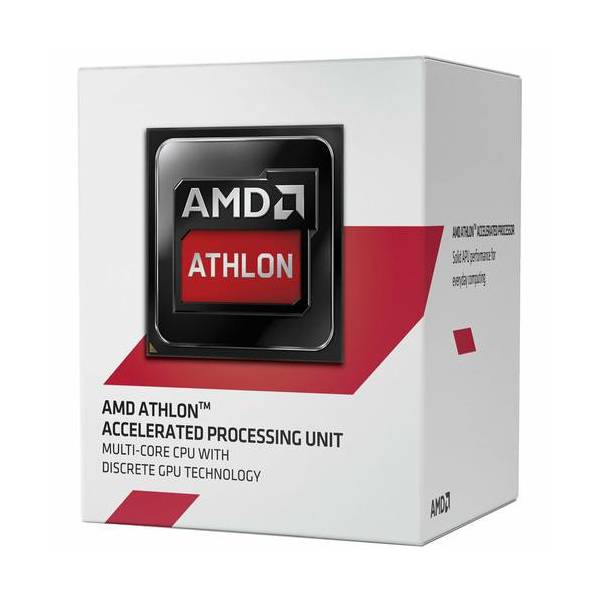 AMD
ATHLON
AMD ATHLON™
ACCELERATED PROCESSING UNIT
MULTI-CORE CPU WITH
DISCRETE GPU TECHNOLOGY
AMD ATHLON™ ACCELERATED PROCESSOR
Solid APU performance for
everyday computing
AMD